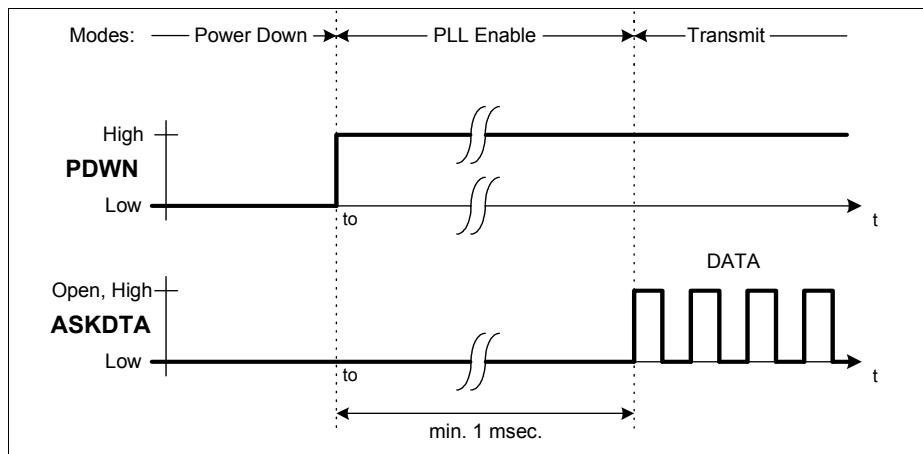 Modes: Power Down PLL Enable Transmit
High
PDWN
Low
to
t
DATA
Open, High
ASKDTA
Low
to
t
min. 1 msec.